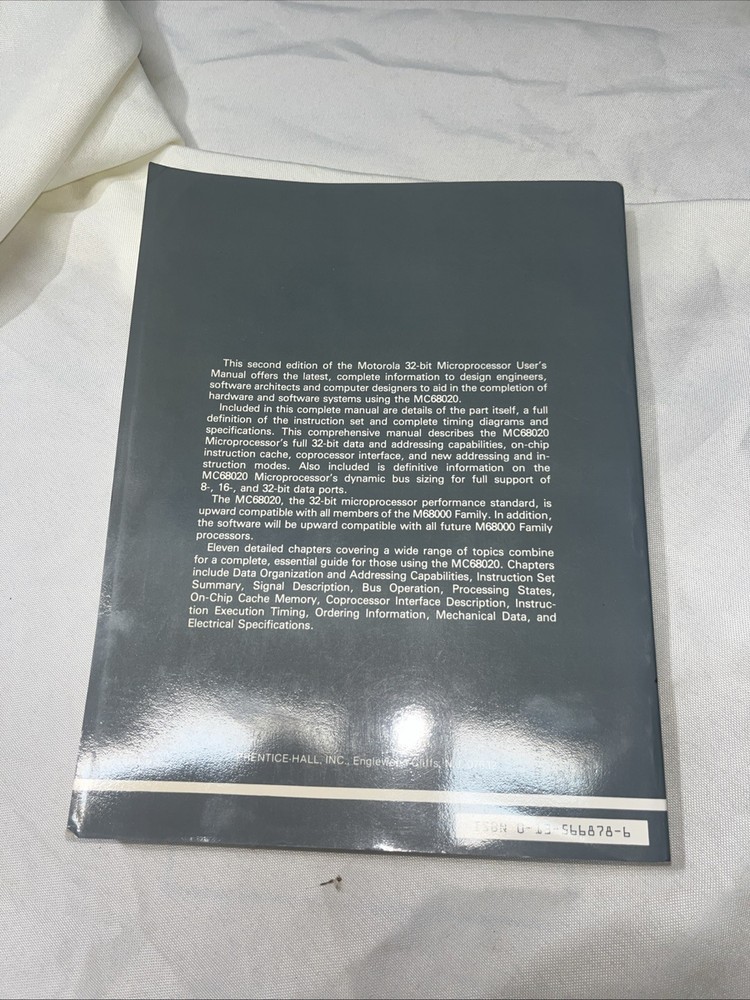 This second edition of the Motorola 32-bit Microprocessor User's
Manual offers the latest, complete information to design engineers,
software architects and computer designers to aid in the completion of
hardware and software systems using the MC68020.
Included in this complete manual are details of the part itself, a full
definition of the instruction set and complete timing diagrams and
specifications. This comprehensive manual describes the MC68020
Microprocessor's full 32-bit data and addressing capabilities, on-chip
instruction cache, coprocessor interface, and new addressing and in-
struction modes. Also included is definitive information on the
MC68020 Microprocessor's dynamic bus sizing for full support of
8-, 16-, and 32-bit data ports.
The MC68020, the 32-bit microprocessor performance standard, is
upward compatible with all members of the M68000 Family. In addition,
the software will be upward compatible with all future M68000 Family
processors.
Eleven detailed chapters covering a wide range of topics combine
for a complete, essential guide for those using the MC68020. Chapters
include Data Organization and Addressing Capabilities, Instruction Set
Summary, Signal Description, Bus Operation, Processing States,
On-Chip Cache Memory, Coprocessor Interface Description, Instruc-
tion Execution Timing, Ordering Information, Mechanical Data, and
Electrical Specifications.
PRENTICE-HALL, INC., Englewood Cliffs,
ISBN 0-13-566878-6